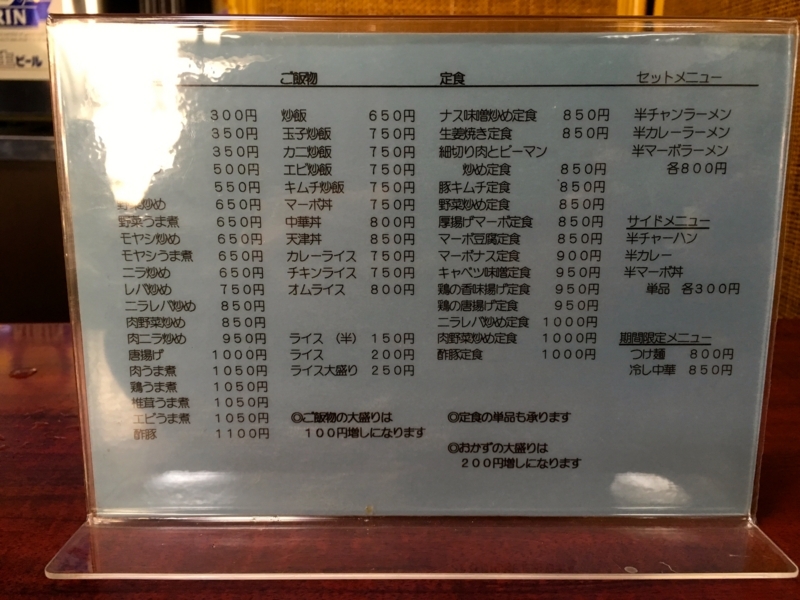 RIN
ビール
300円
350円
350円
500円
550円
炒め 650円
野菜うま煮 650円
モヤシ炒め 650円
モヤシうま煮 650円
ニラ炒め 650円
レバ炒め 750円
ニラレバ炒め 850円
肉野菜炒め 850円
肉ニラ炒め 950円
唐揚げ 1000円
肉うま煮 1050円
鶏うま煮 1050円
椎茸うま煮 1050円
エビうま煮 1050円
酢豚 1100円
ご飯物
炒飯 650円
玉子炒飯 750円
カニ炒飯 750円
エビ炒飯 750円
キムチ炒飯 750円
マーボ丼 750円
中華丼 800円
天津丼 850円
カレーライス 750円
チキンライス 750円
オムライス 800円
ライス (半) 150円
ライス 200円
ライス大盛り 250円
◎ご飯物の大盛りは
100円増しになります
定食
ナス味噌炒め定食 850円
生姜焼き定食 850円
細切り肉とピーマン
炒め定食 850円
豚キムチ定食 850円
野菜炒め定食 850円
厚揚げマーボ定食 850円
マーボ豆腐定食 850円
マーボナス定食 900円
キャベツ味噌定食 950円
鶏の香味揚げ定食 950円
鶏の唐揚げ定食 950円
ニラレバ炒め定食 1000円
肉野菜炒め定食 1000円
酢豚定食 1000円
◎定食の単品も承ります
◎おかずの大盛りは
200円増しになります
セットメニュー
半チャンラーメン
半カレーラーメン
半マーボラーメン
各800円
サイドメニュー
半チャーハン
半カレー
半マーボ丼
単品 各300円
期間限定メニュー
つけ麺 800円
冷し中華 850円